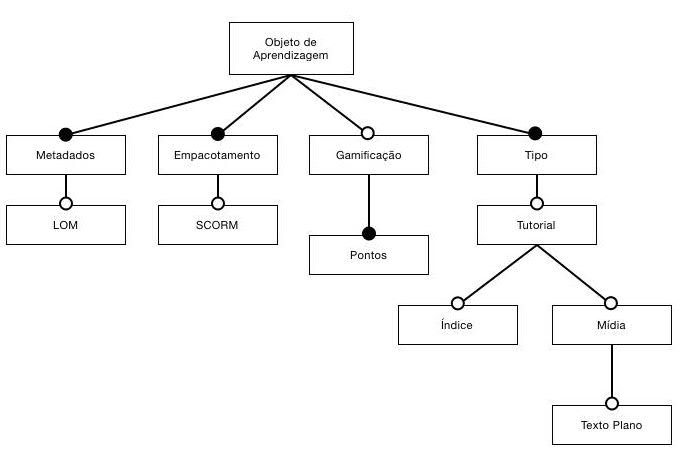 Objeto de
Aprendizagem
Metadados
Empacotamento
Gamificação
Tipo
LOM
SCORM
Tutorial
Pontos
Índice
Mídia
Texto Plano